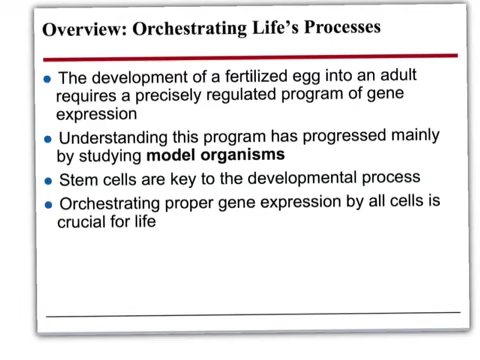 Overview: Orchestrating Life's Processes
● The development of a fertilized egg into an adult
requires a precisely regulated program of gene
expression
● Understanding this program has progressed mainly
by studying model organisms
● Stem cells are key to the developmental process
● Orchestrating proper gene expression by all cells is
crucial for life